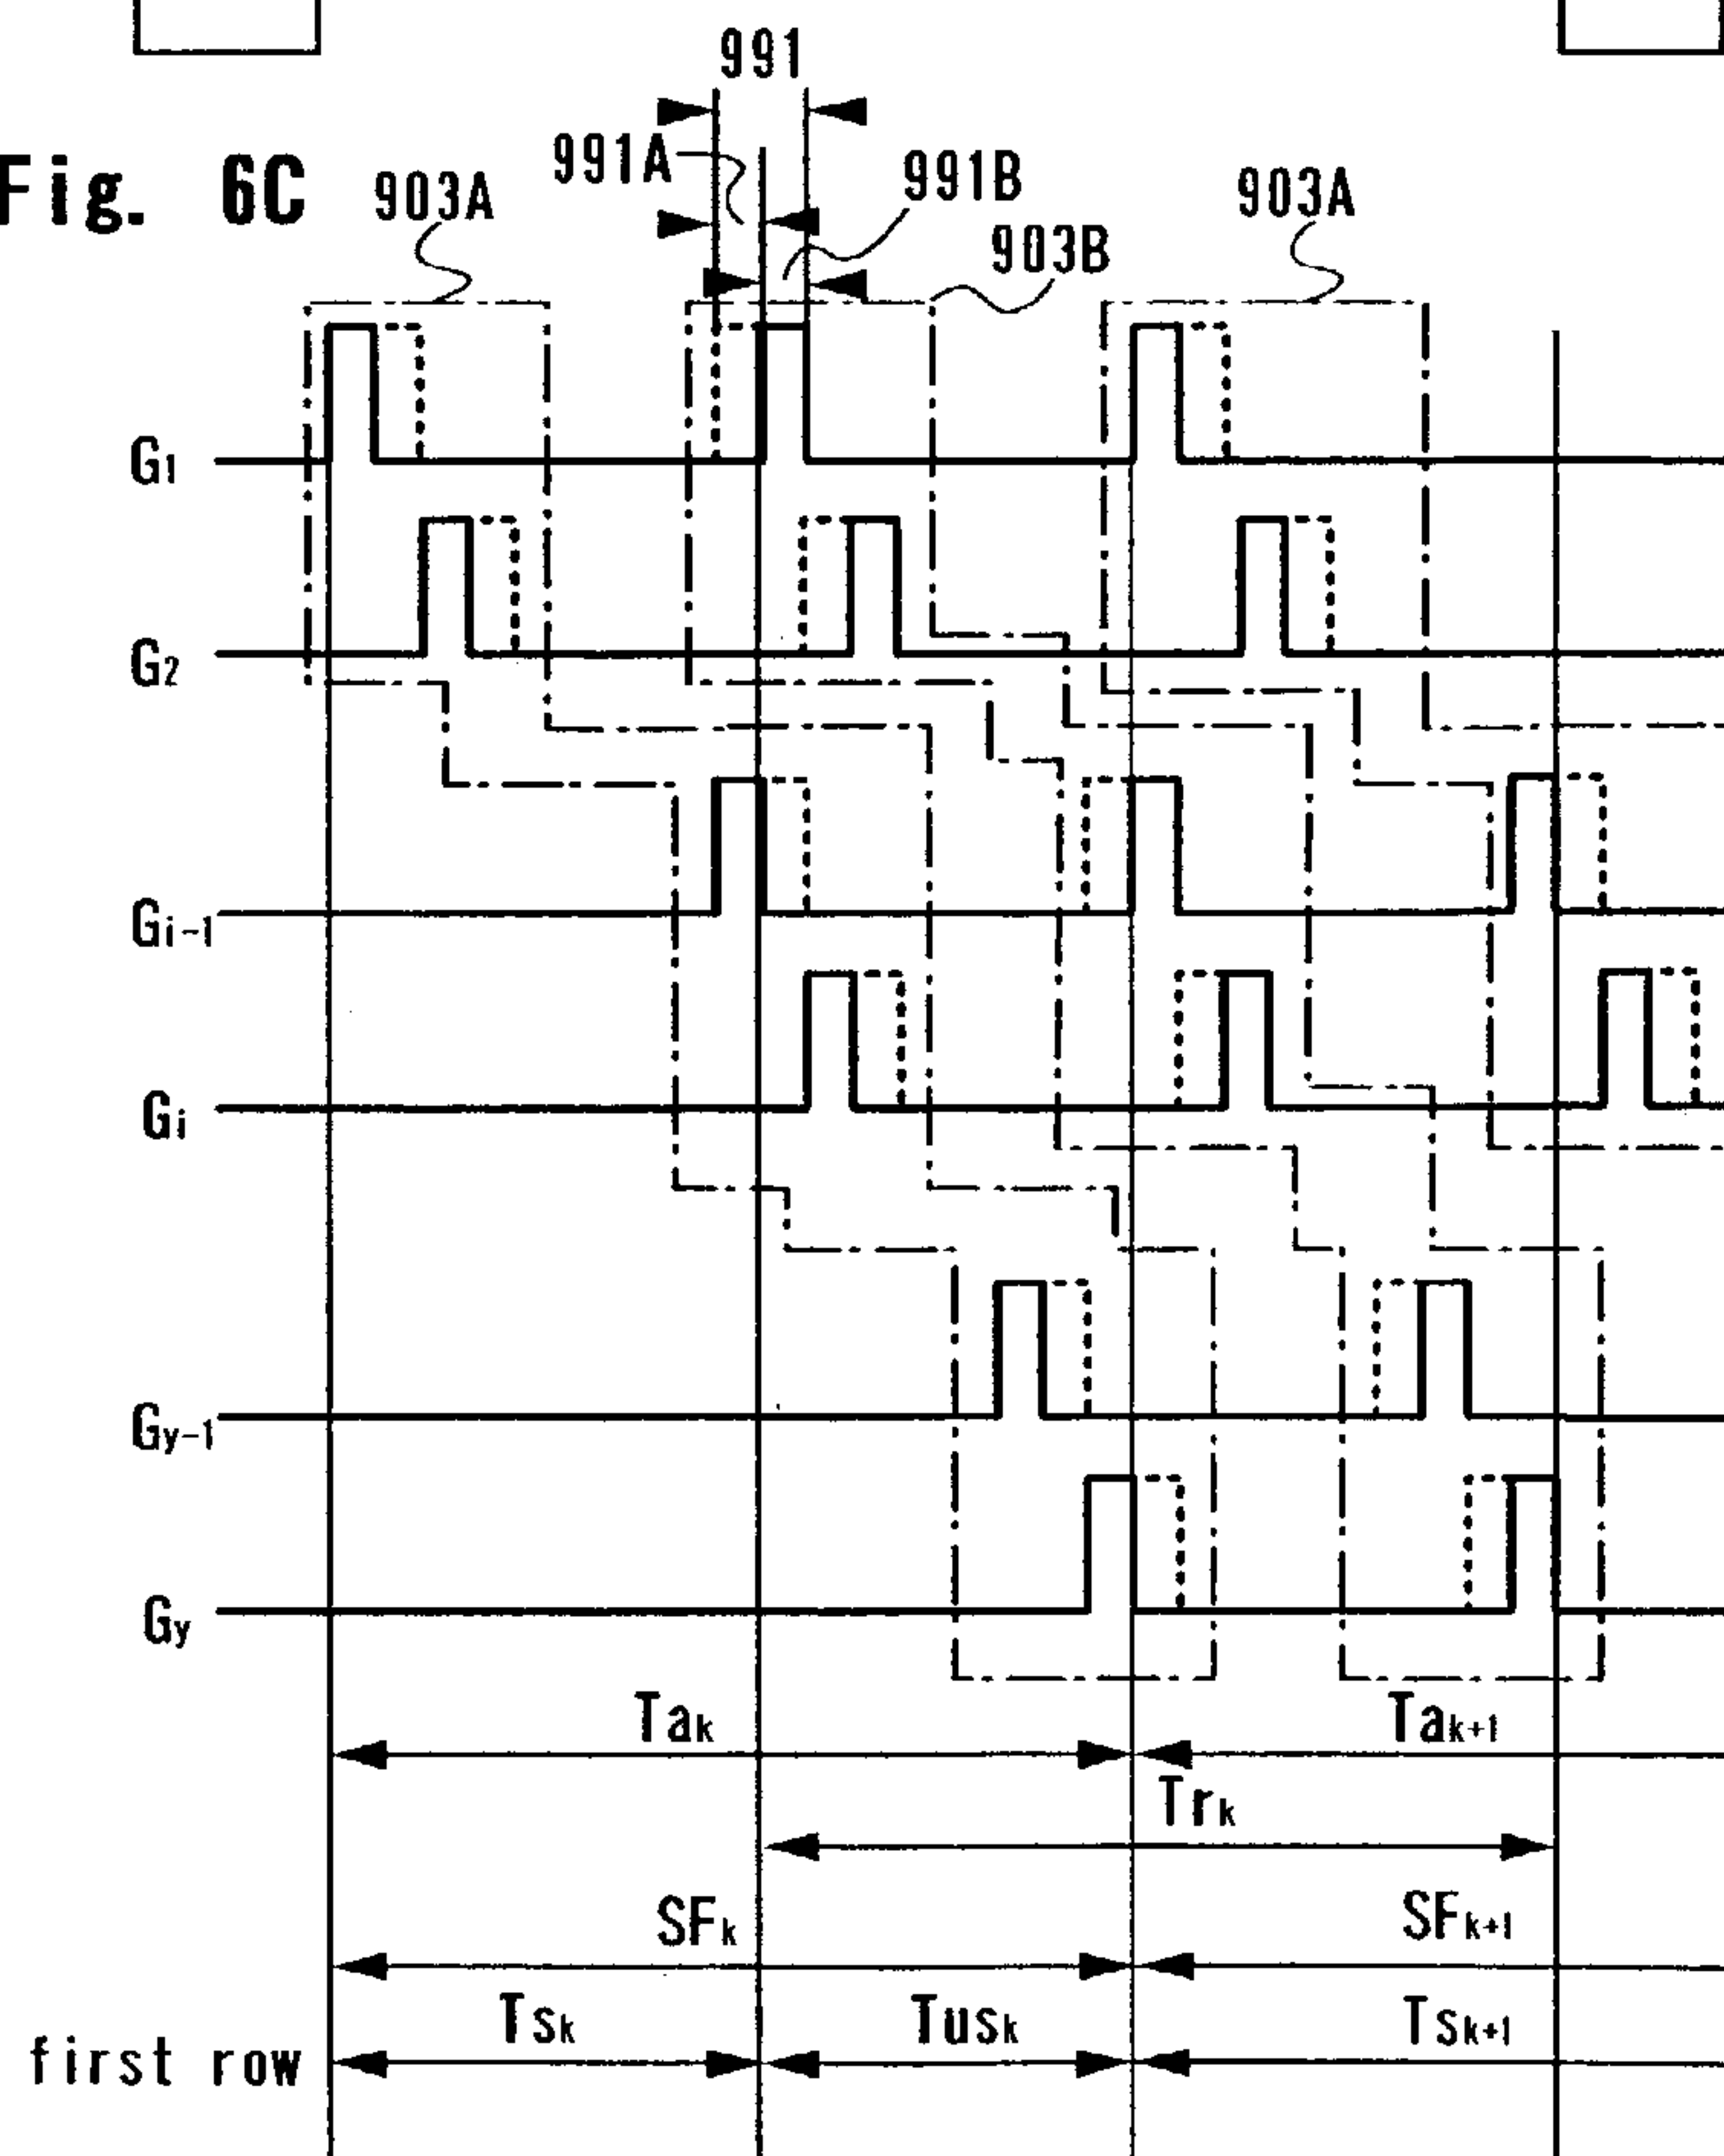 991
991A
991B
Fig. 6C
903A
903B
903A
G1
G2
Gi-1
Gi
Gy-1
Gy
Tak
Tak+1
Trk
SFk
SFk+1
Tsk
Tusk
Tsk+1
first row